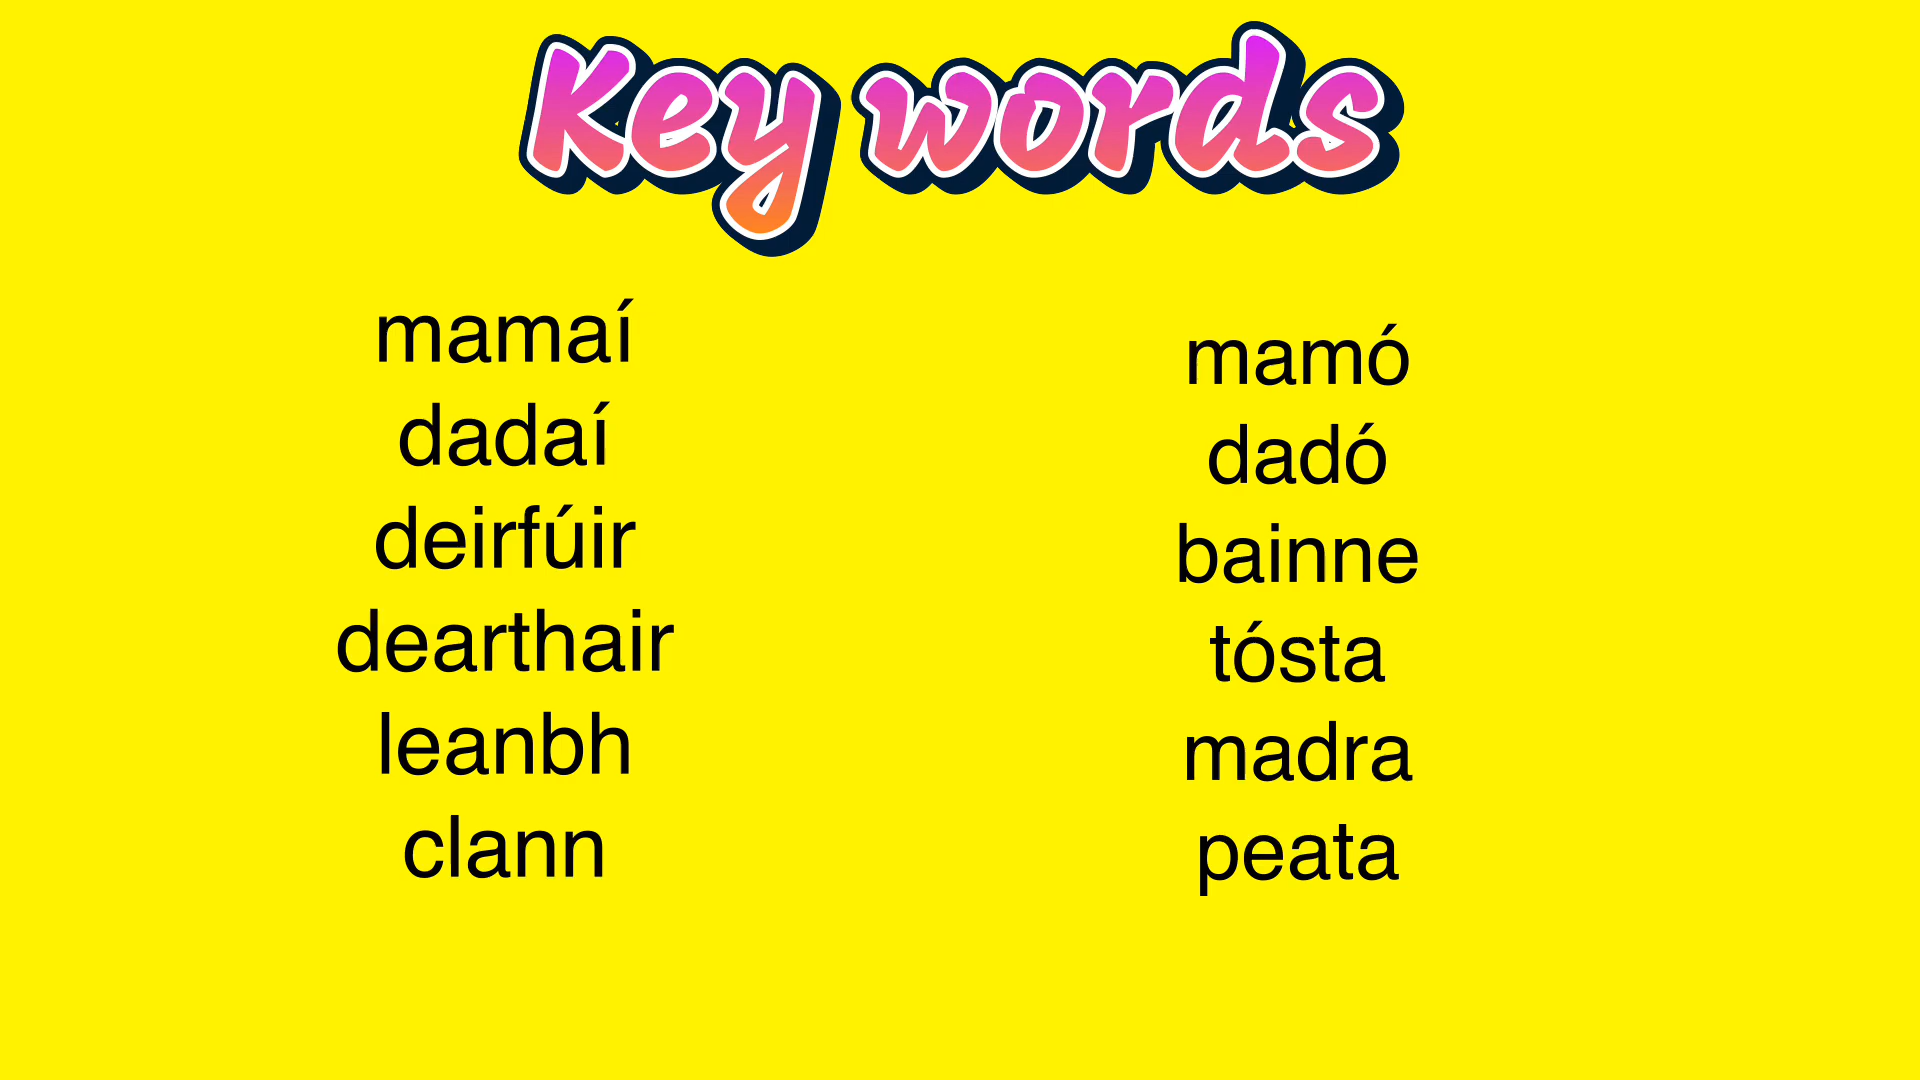 Key words
mamaí
dadaí
deirfúir
dearthair
leanbh
clann
mamó
dadó
bainne
tósta
madra
peata